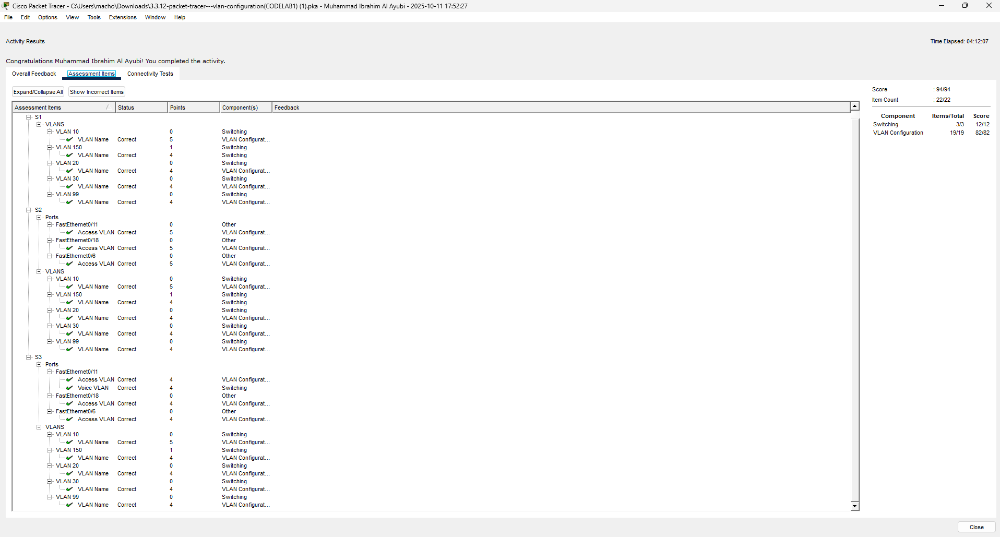 Cisco Packet Tracer - C:\Users\macho\Downloads\3.3.12-packet-tracer---vlan-configuration(CODELAB1) (1).pka - Muhammad Ibrahim Al Ayubi - 2025-10-11 17:52:27
File Edit Options View Tools Extensions Window Help
Activity Results
Time Elapsed: 04:12:07
Congratulations Muhammad Ibrahim Al Ayubi! You completed the activity.
Overall Feedback Assessment Items Connectivity Tests
Expand/Collapse All Show Incorrect Items
Assessment Items Status Points Component(s) Feedback
S1
VLANS
VLAN 10 0 Switching
VLAN Name Correct 5 VLAN Configurat...
VLAN 150 1 Switching
VLAN Name Correct 4 Switching
VLAN 20 0 Switching
VLAN Name Correct 4 VLAN Configurat...
VLAN 30 0 Switching
VLAN Name Correct 4 VLAN Configurat...
VLAN 99 0 Switching
VLAN Name Correct 4 VLAN Configurat...
S2
Ports
FastEthernet0/11 0 Other
Access VLAN Correct 5 VLAN Configurat...
FastEthernet0/18 0 Other
Access VLAN Correct 5 VLAN Configurat...
FastEthernet0/6 0 Other
Access VLAN Correct 5 VLAN Configurat...
VLANS
VLAN 10 0 Switching
VLAN Name Correct 5 VLAN Configurat...
VLAN 150 1 Switching
VLAN Name Correct 4 Switching
VLAN 20 0 Switching
VLAN Name Correct 4 VLAN Configurat...
VLAN 30 0 Switching
VLAN Name Correct 4 VLAN Configurat...
VLAN 99 0 Switching
VLAN Name Correct 4 VLAN Configurat...
S3
Ports
FastEthernet0/11
Access VLAN Correct 4 VLAN Configurat...
Voice VLAN Correct 4 Switching
FastEthernet0/18 0 Other
Access VLAN Correct 4 VLAN Configurat...
FastEthernet0/6 0 Other
Access VLAN Correct 4 VLAN Configurat...
VLANS
VLAN 10 0 Switching
VLAN Name Correct 5 VLAN Configurat...
VLAN 150 1 Switching
VLAN Name Correct 4 VLAN Configurat...
VLAN 20 0 Switching
VLAN Name Correct 4 VLAN Configurat...
VLAN 30 0 Switching
VLAN Name Correct 4 VLAN Configurat...
VLAN 99 0 Switching
VLAN Name Correct 4 VLAN Configurat...
Score : 94/94
Item Count : 22/22
Component Items/Total Score
Switching 3/3 12/12
VLAN Configuration 19/19 82/82
Close